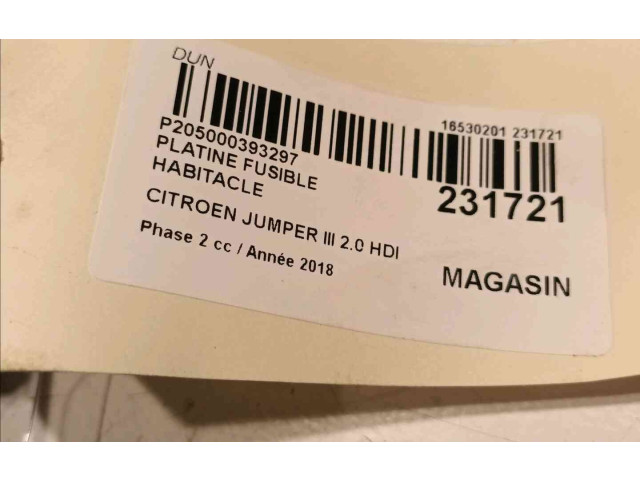 DUN
P205000393297
PLATINE FUSIBLE
HABITACLE
CITROEN JUMPER III 2.0 HDI
Phase 2 cc / Année 2018
16530201 231721
231721
MAGASIN